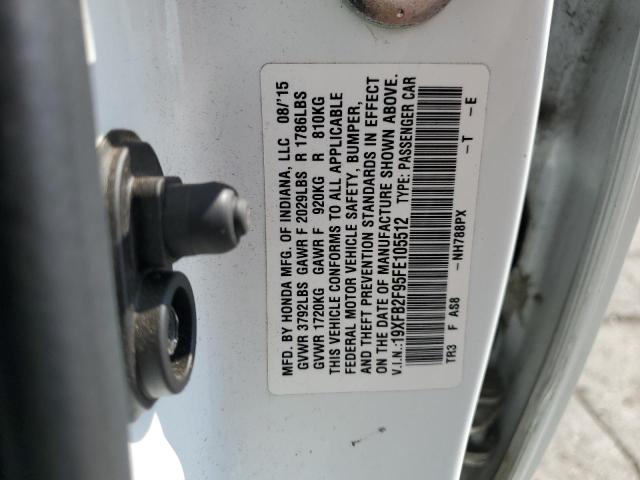 MFD. BY HONDA MFG. OF INDIANA, LLC 08/'15
GVWR 3792LBS GAWR F 2029LBS R 1786LBS
GVWR 1720KG GAWR F 920KG R 810KG
THIS VEHICLE CONFORMS TO ALL APPLICABLE
FEDERAL MOTOR VEHICLE SAFETY, BUMPER,
AND THEFT PREVENTION STANDARDS IN EFFECT
ON THE DATE OF MANUFACTURE SHOWN ABOVE.
V.I.N.:19XFB2F95FE105512 TYPE: PASSENGER CAR
TR3 F AS8 -NH788PX -T -E